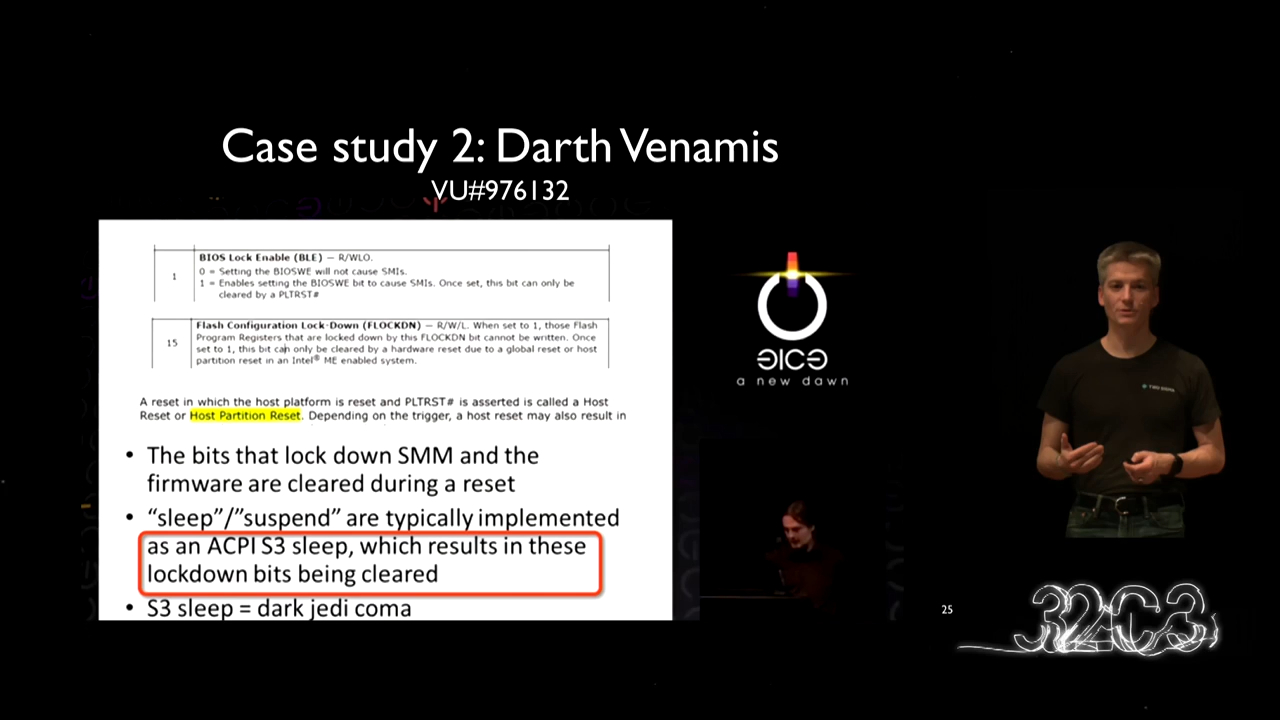 Case study 2: Darth Venamis
VU#976132
BIOS Lock Enable (BLE) — R/WLO.
0 = Setting the BIOSWE will not cause SMIs.
1
1 = Enables setting the BIOSWE bit to cause SMIs. Once set, this bit can only be
cleared by a PLTRST#
Flash Configuration Lock-Down (FLOCKDN) — R/W/L. When set to 1, those Flash
Program Registers that are locked down by this FLOCKDN bit cannot be written. Once
15
set to 1, this bit can only be cleared by a hardware reset due to a global reset or host
partition reset in an Intel® ME enabled system.
A reset in which the host platform is reset and PLTRST# is asserted is called a Host
Reset or Host Partition Reset. Depending on the trigger, a host reset may also result in
• The bits that lock down SMM and the
firmware are cleared during a reset
• “sleep”/”suspend” are typically implemented
as an ACPI S3 sleep, which results in these
lockdown bits being cleared
• S3 sleep = dark jedi coma
a new dawn
25
32C3